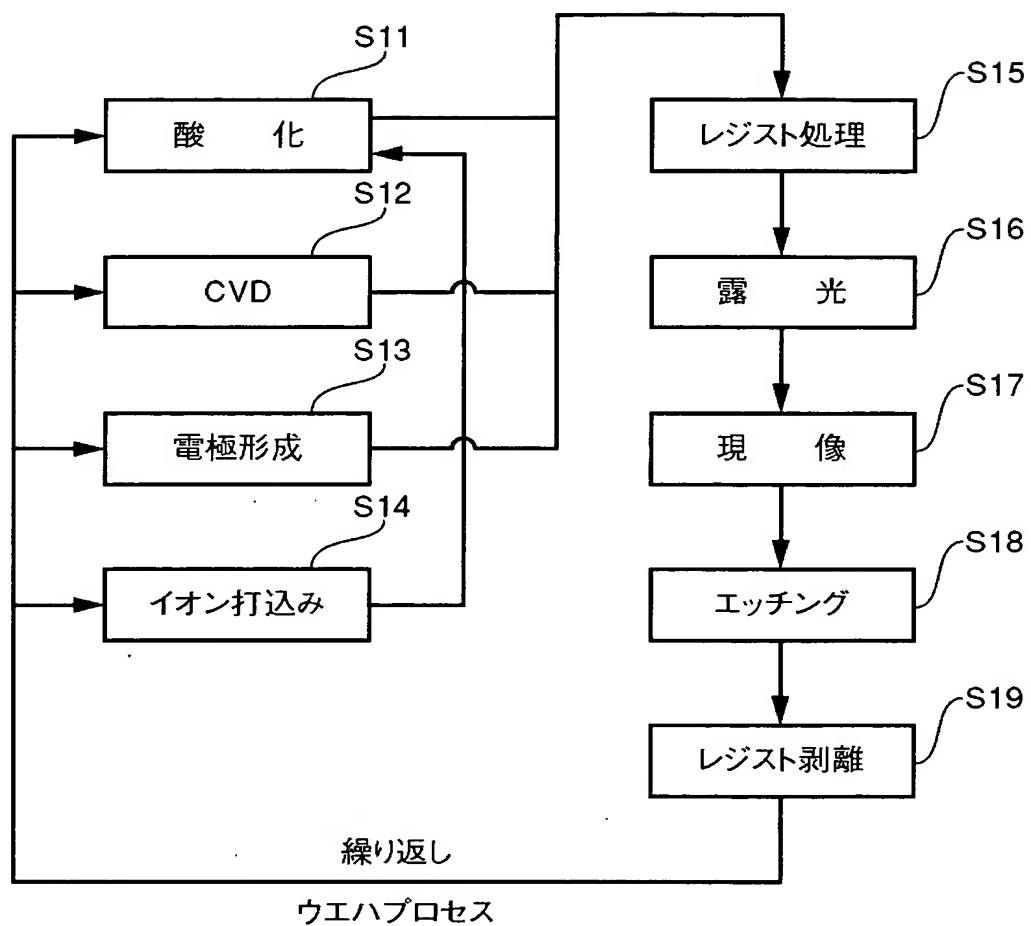 S11
酸 化
S12
CVD
S13
電極形成
S14
イオン打込み
S15
レジスト処理
S16
露 光
S17
現 像
S18
エッチング
S19
レジスト剥離
繰り返し
ウエハプロセス